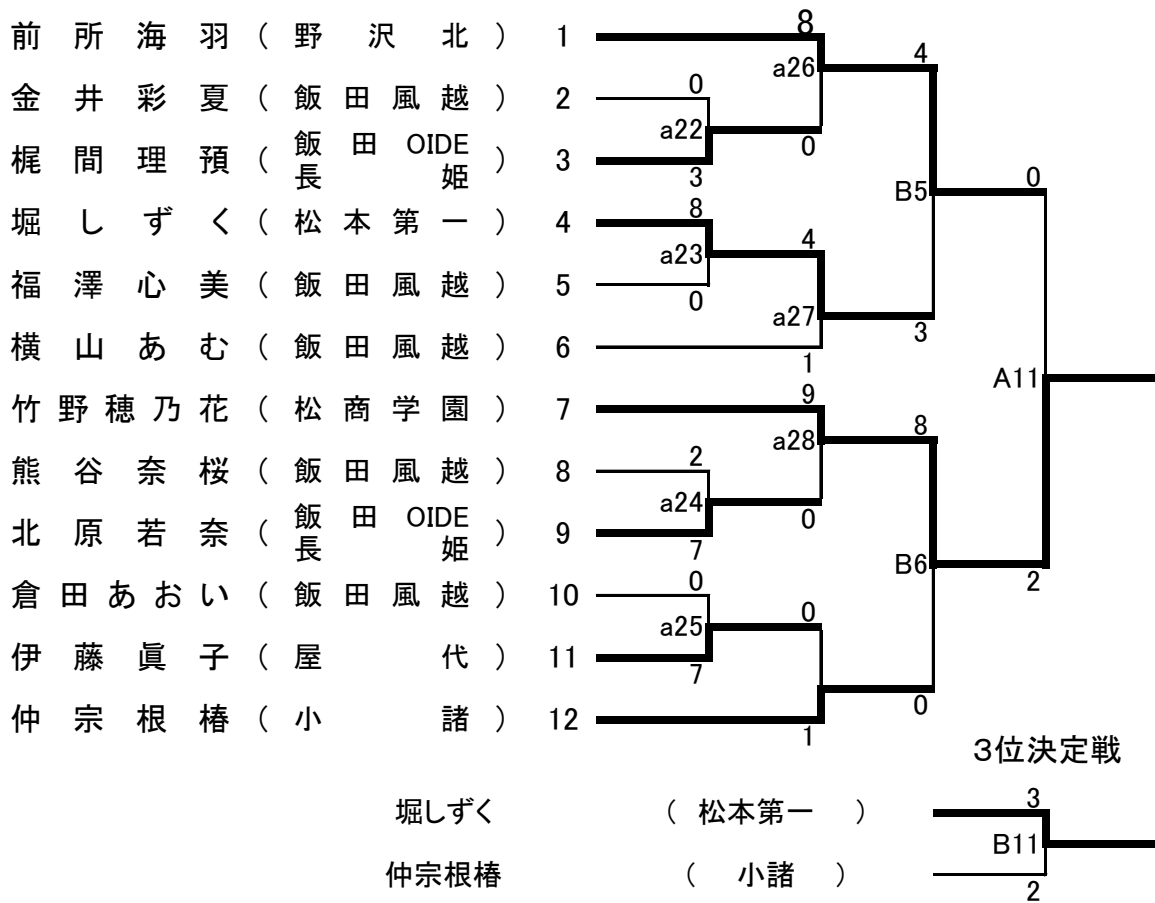 前所海羽（野沢北） 1 8
a26 4
金井彩夏（飯田風越） 2 0
a22 0
梶間理預（飯田OIDE長姫） 3 3
B5 0
堀しずく（松本第一） 4 8
a23 4
福澤心美（飯田風越） 5 0
a27 3
横山あむ（飯田風越） 6 1
A11
竹野穂乃花（松商学園） 7 9
a28 8
熊谷奈桜（飯田風越） 8 2
a24 0
北原若奈（飯田OIDE長姫） 9 7
B6 2
倉田あおい（飯田風越） 10 0
a25 0
伊藤眞子（屋代） 11 7
0
仲宗根椿（小諸） 12 1
3位決定戦
堀しずく（松本第一） 3
B11
仲宗根椿（小諸） 2